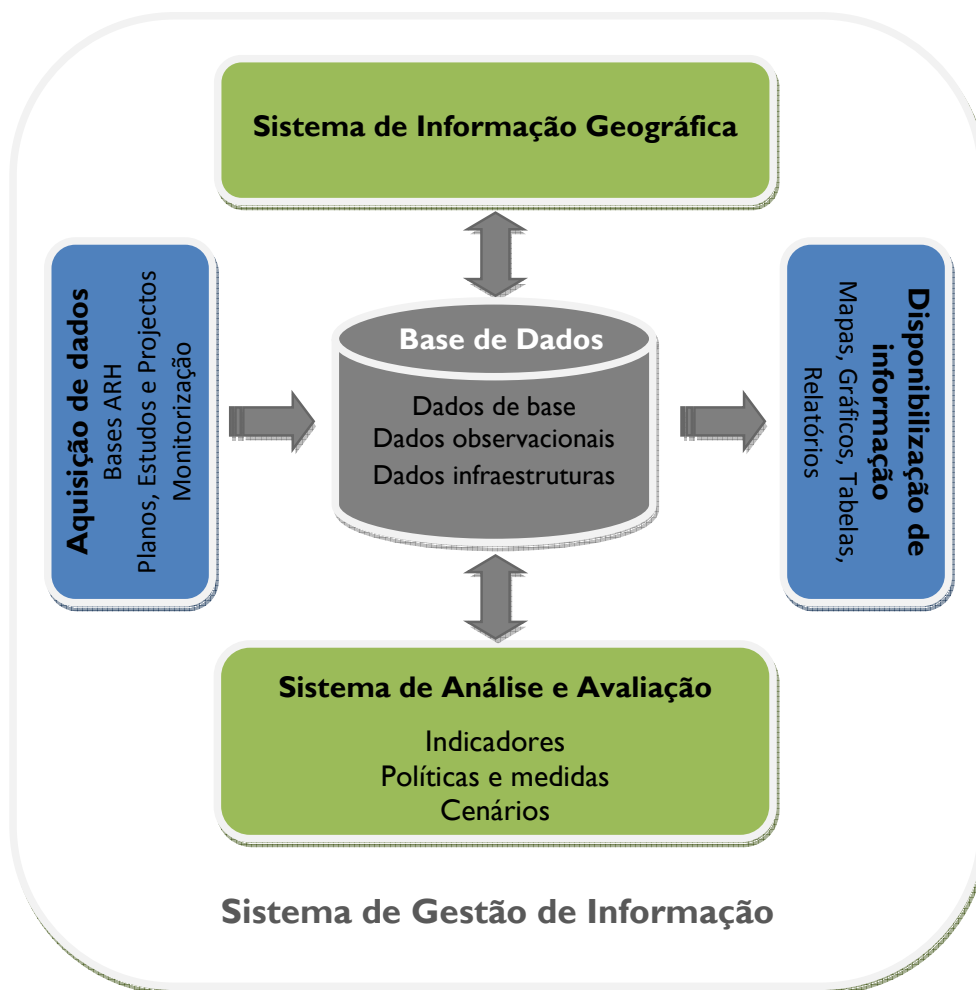 Sistema de Informação Geográfica
Aquisição de dados
Bases ARH
Planos, Estudos e Projectos
Monitorização
Base de Dados
Dados de base
Dados observacionais
Dados infraestruturas
Disponibilização de
informação
Mapas, Gráficos, Tabelas,
Relatórios
Sistema de Análise e Avaliação
Indicadores
Políticas e medidas
Cenários
Sistema de Gestão de Informação